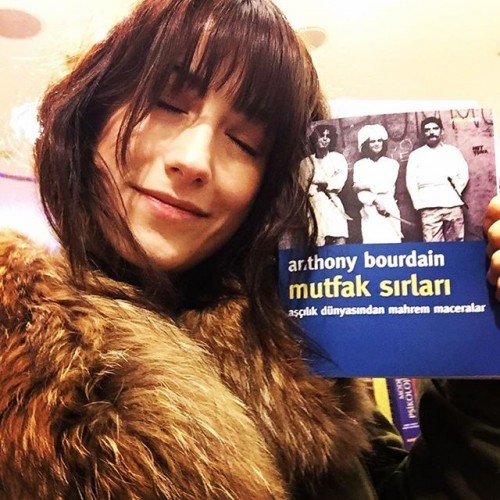 anthony bourdain
mutfak sırları
aşçılık dünyasından mahrem maceralar